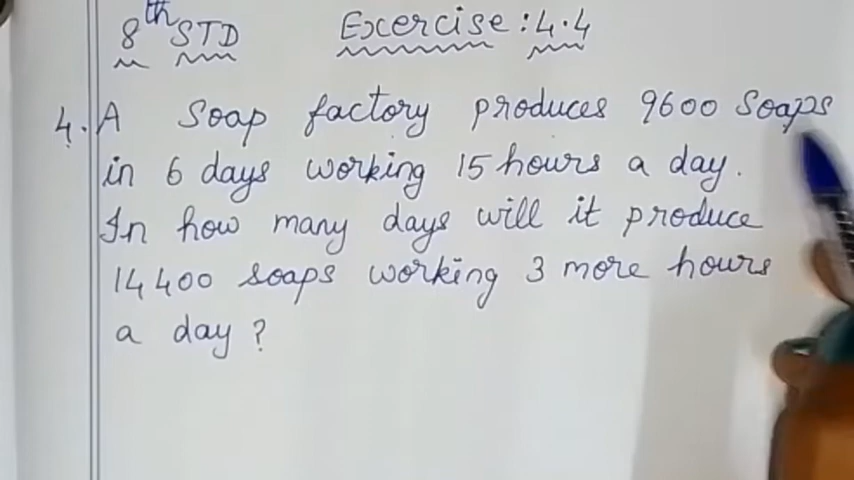 8th STD Exercise : 4.4
4. A Soap factory produces 9600 Soaps
in 6 days working 15 hours a day.
In how many days will it produce
14400 soaps working 3 more hours
a day?